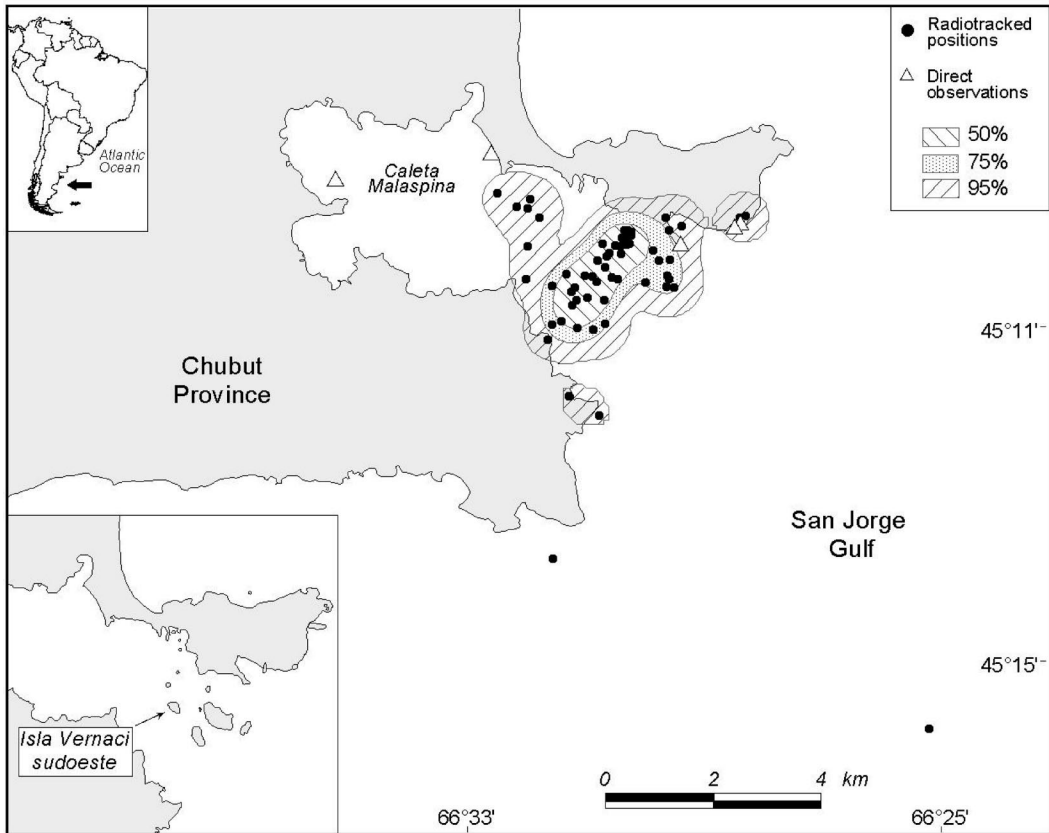 Atlantic
Ocean
Radiotracked
positions
Direct
observations
50%
75%
95%
Caleta
Malaspina
45°11'
Chubut
Province
San Jorge
Gulf
45°15'
Isla Vernaci
sudoeste
0 2 4 km
66°33' 66°25'